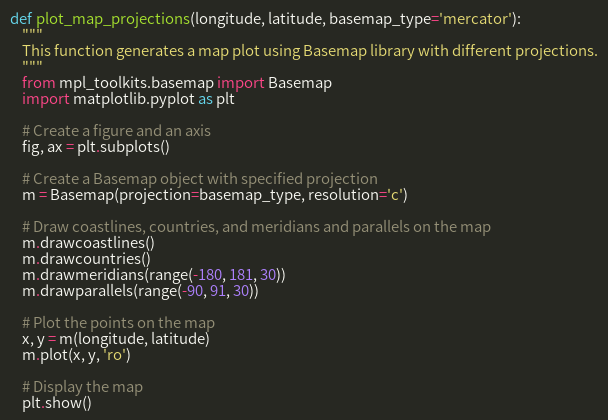 def plot_map_projections(longitude, latitude, basemap_type='mercator'):
    """
    This function generates a map plot using Basemap library with different projections.
    """
    from mpl_toolkits.basemap import Basemap
    import matplotlib.pyplot as plt

    # Create a figure and an axis
    fig, ax = plt.subplots()

    # Create a Basemap object with specified projection
    m = Basemap(projection=basemap_type, resolution='c')

    # Draw coastlines, countries, and meridians and parallels on the map
    m.drawcoastlines()
    m.drawcountries()
    m.drawmeridians(range(-180, 181, 30))
    m.drawparallels(range(-90, 91, 30))

    # Plot the points on the map
    x, y = m(longitude, latitude)
    m.plot(x, y, 'ro')

    # Display the map
    plt.show()